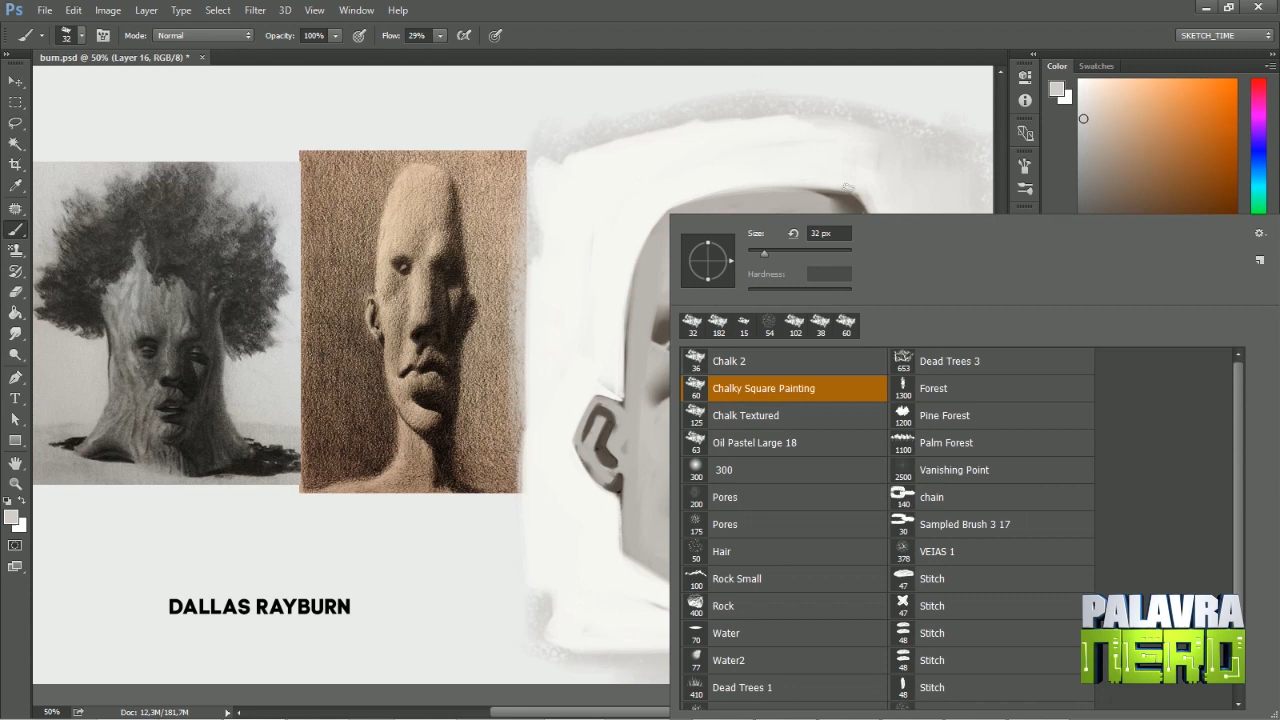 Ps File Edit Image Layer Type Select Filter 3D View Window Help
32 Mode: Normal Opacity: 100% Flow: 29% SKETCH_TIME
burn.psd @ 50% (Layer 16, RGB/8) * ×
Color Swatches
Size: 32 px
Hardness:
32 182 15 54 102 38 60
36 Chalk 2
60 Chalky Square Painting
125 Chalk Textured
63 Oil Pastel Large 18
300 300
200 Pores
175 Pores
50 Hair
100 Rock Small
Rock
70 Water
77 Water2
410 Dead Trees 1
653 Dead Trees 3
1300 Forest
1200 Pine Forest
1100 Palm Forest
2500 Vanishing Point
140 chain
30 Sampled Brush 3 17
378 VEIAS 1
47 Stitch
47 Stitch
48 Stitch
48 Stitch
48 Stitch
DALLAS RAYBURN
PALAVRA
NERD
50% Doc: 12,3M/181,7M